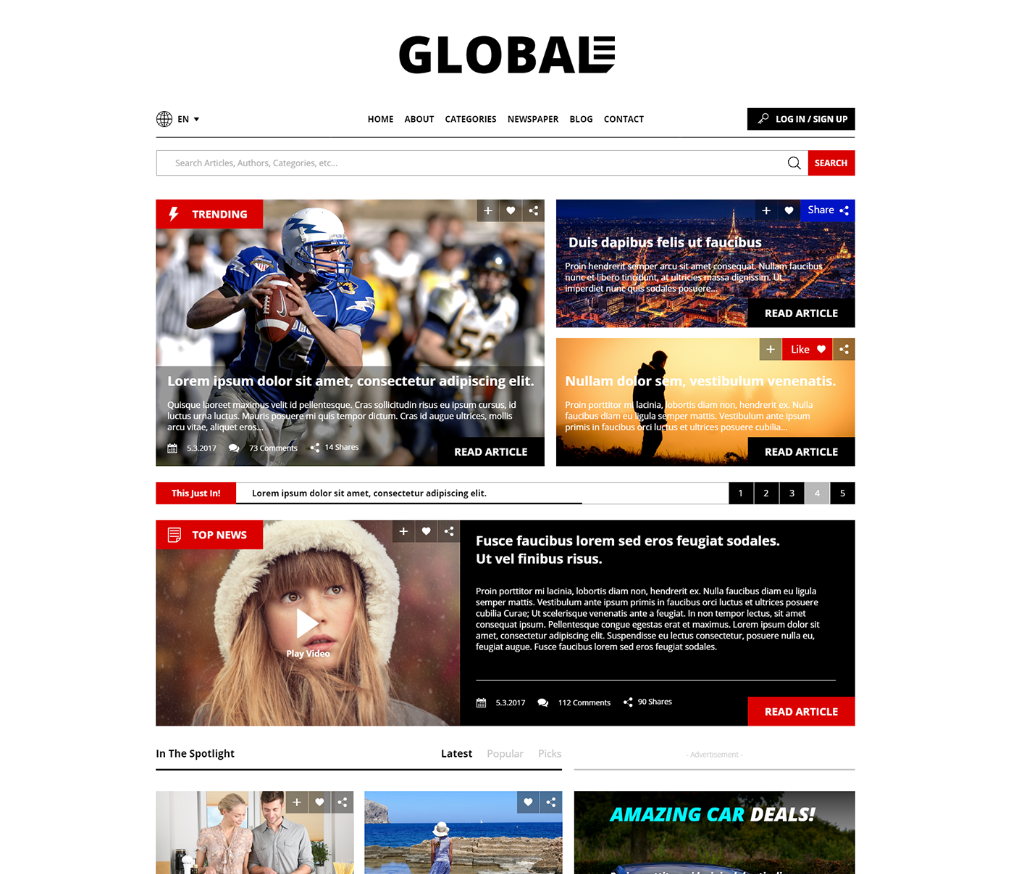 GLOBAL
EN
HOME ABOUT CATEGORIES NEWSPAPER BLOG CONTACT
LOG IN / SIGN UP
Search Articles, Authors, Categories, etc...
SEARCH
TRENDING
Lorem ipsum dolor sit amet, consectetur adipiscing elit.
Quisque laoreet maximus velit id pellentesque. Cras sollicitudin risus eu ipsum cursus, id
luctus urna luctus. Mauris posuere mi quis tempor dictum. Cras id augue ultrices, mollis
arcu vitae, aliquet eros...
5.3.2017 73 Comments 14 Shares
READ ARTICLE
Share
Duis dapibus felis ut faucibus
Proin hendrerit semper arcu sit amet consequat. Nullam faucibus
nunc et libero tincidunt, at ultricies massa dignissim. Ut
imperdiet nunc quis sodales posuere...
READ ARTICLE
Like
Nullam dolor sem, vestibulum venenatis.
Proin porttitor mi lacinia, lobortis diam non, hendrerit ex. Nulla
faucibus diam eu ligula semper mattis. Vestibulum ante ipsum
primis in faucibus orci luctus et ultrices posuere cubilia...
READ ARTICLE
This Just In!
Lorem ipsum dolor sit amet, consectetur adipiscing elit.
1 2 3 4 5
TOP NEWS
Play Video
Fusce faucibus lorem sed eros feugiat sodales.
Ut vel finibus risus.
Proin porttitor mi lacinia, lobortis diam non, hendrerit ex. Nulla faucibus diam eu ligula
semper mattis. Vestibulum ante ipsum primis in faucibus orci luctus et ultrices posuere
cubilia Curae; Ut scelerisque venenatis ante a feugiat. In non tempor lectus, sit amet
consequat ipsum. Pellentesque congue egestas erat et maximus. Lorem ipsum dolor sit
amet, consectetur adipiscing elit. Suspendisse eu lectus consectetur, posuere nulla eu,
feugiat augue. Fusce faucibus lorem sed eros feugiat sodales.
5.3.2017 112 Comments 90 Shares
READ ARTICLE
In The Spotlight
Latest Popular Picks
- Advertisement -
AMAZING CAR DEALS!